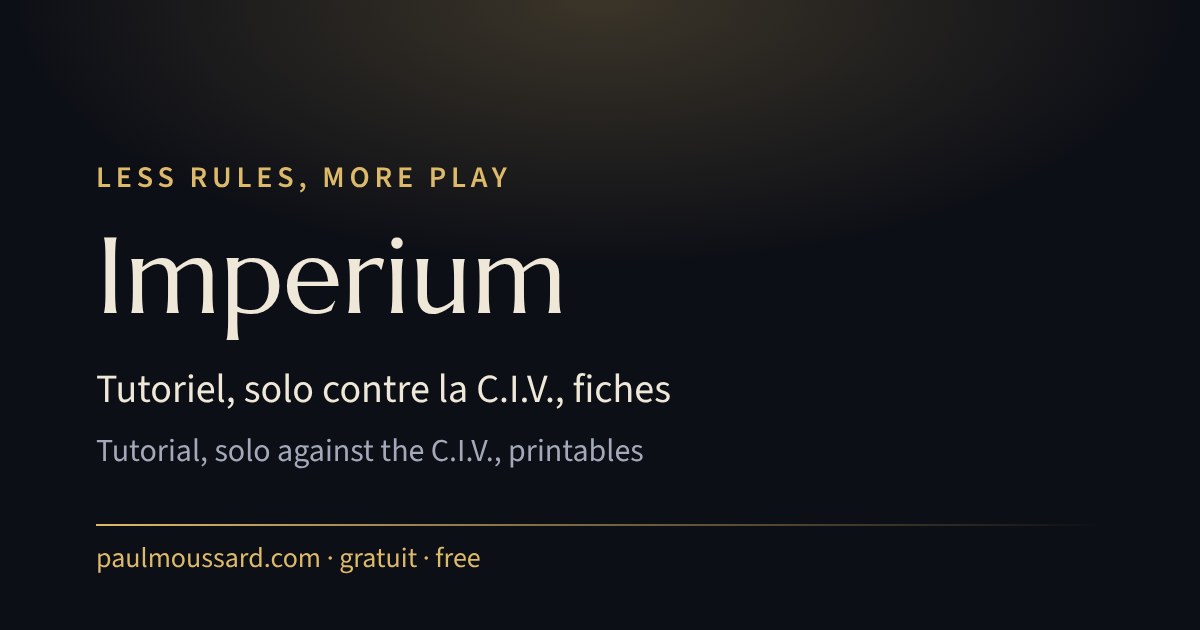 LESS RULES, MORE PLAY
Imperium
Tutoriel, solo contre la C.I.V., fiches
Tutorial, solo against the C.I.V., printables
paulmoussard.com · gratuit · free